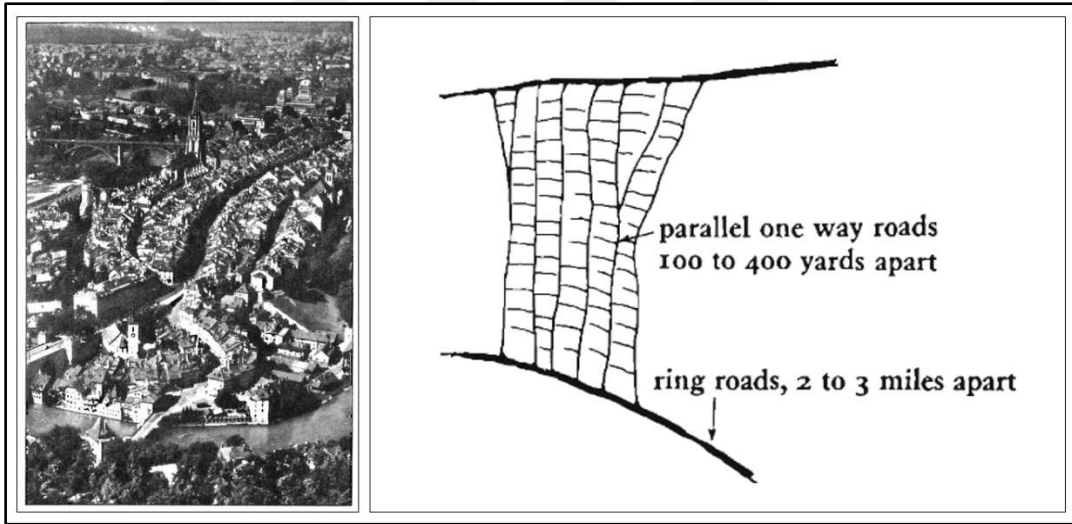 parallel one way roads
100 to 400 yards apart
ring roads, 2 to 3 miles apart